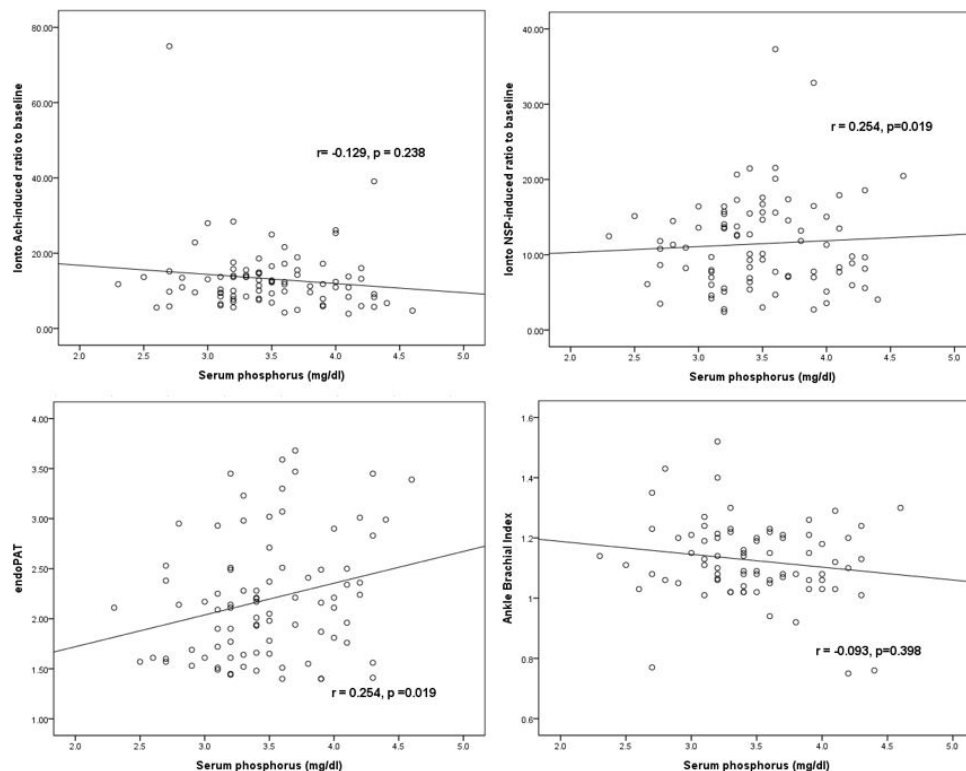 Ionto Ach-induced ratio to baseline
80.00
60.00
40.00
20.00
0.00
r= -0.129, p = 0.238
2.0 2.5 3.0 3.5 4.0 4.5 5.0
Serum phosphorus (mg/dl)
Ionto NSP-induced ratio to baseline
40.00
30.00
20.00
10.00
0.00
r = 0.254, p=0.019
2.0 2.5 3.0 3.5 4.0 4.5 5.0
Serum phosphorus (mg/dl)
endoPAT
4.00
3.50
3.00
2.50
2.00
1.50
1.00
r = 0.254, p =0.019
2.0 2.5 3.0 3.5 4.0 4.5 5.0
Serum phosphorus (mg/dl)
Ankle Brachial Index
1.6
1.4
1.2
1
0.8
0.6
r = -0.093, p=0.398
2.0 2.5 3.0 3.5 4.0 4.5 5.0
Serum phosphorus (mg/dl)